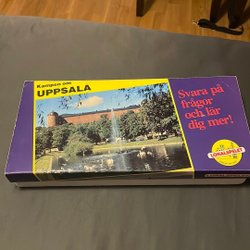 Kampen om
UPPSALA
Svara på
frågor
och lär
dig mer!
LOKALSPELET